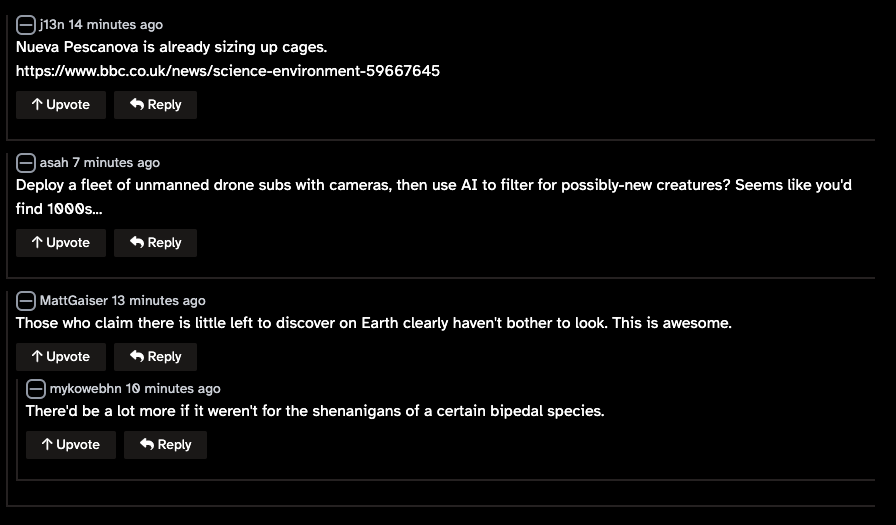 j13n 14 minutes ago
Nueva Pescanova is already sizing up cages.
https://www.bbc.co.uk/news/science-environment-59667645
Upvote Reply
asah 7 minutes ago
Deploy a fleet of unmanned drone subs with cameras, then use AI to filter for possibly-new creatures? Seems like you'd
find 1000s...
Upvote Reply
MattGaiser 13 minutes ago
Those who claim there is little left to discover on Earth clearly haven't bother to look. This is awesome.
Upvote Reply
mykowebhn 10 minutes ago
There'd be a lot more if it weren't for the shenanigans of a certain bipedal species.
Upvote Reply